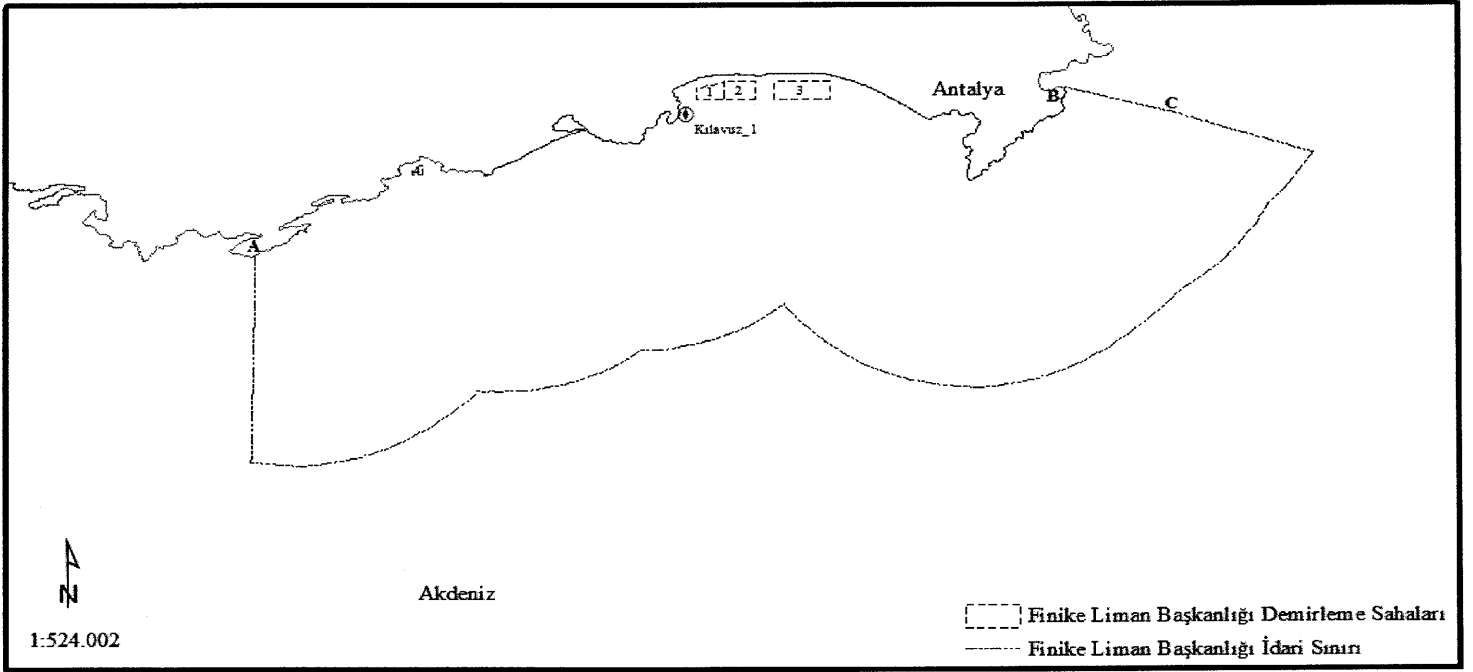 1
2
3
Antalya
B
C
Kılavuz_1
4
A
N
Akdeniz
1:524.002
Finike Liman Başkanlığı Demirleme Sahaları
Finike Liman Başkanlığı İdari Sınırı